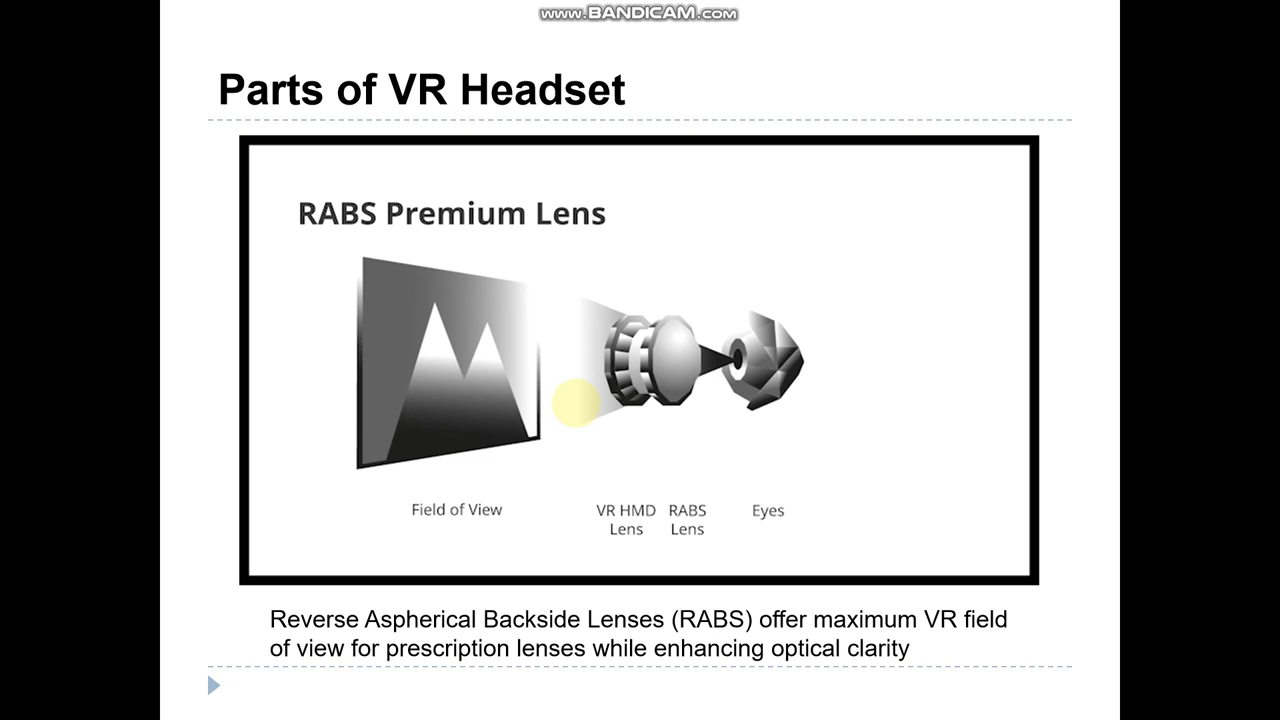 www.BANDICAM.com
Parts of VR Headset
RABS Premium Lens
Field of View
VR HMD
Lens
RABS
Lens
Eyes
Reverse Aspherical Backside Lenses (RABS) offer maximum VR field
of view for prescription lenses while enhancing optical clarity